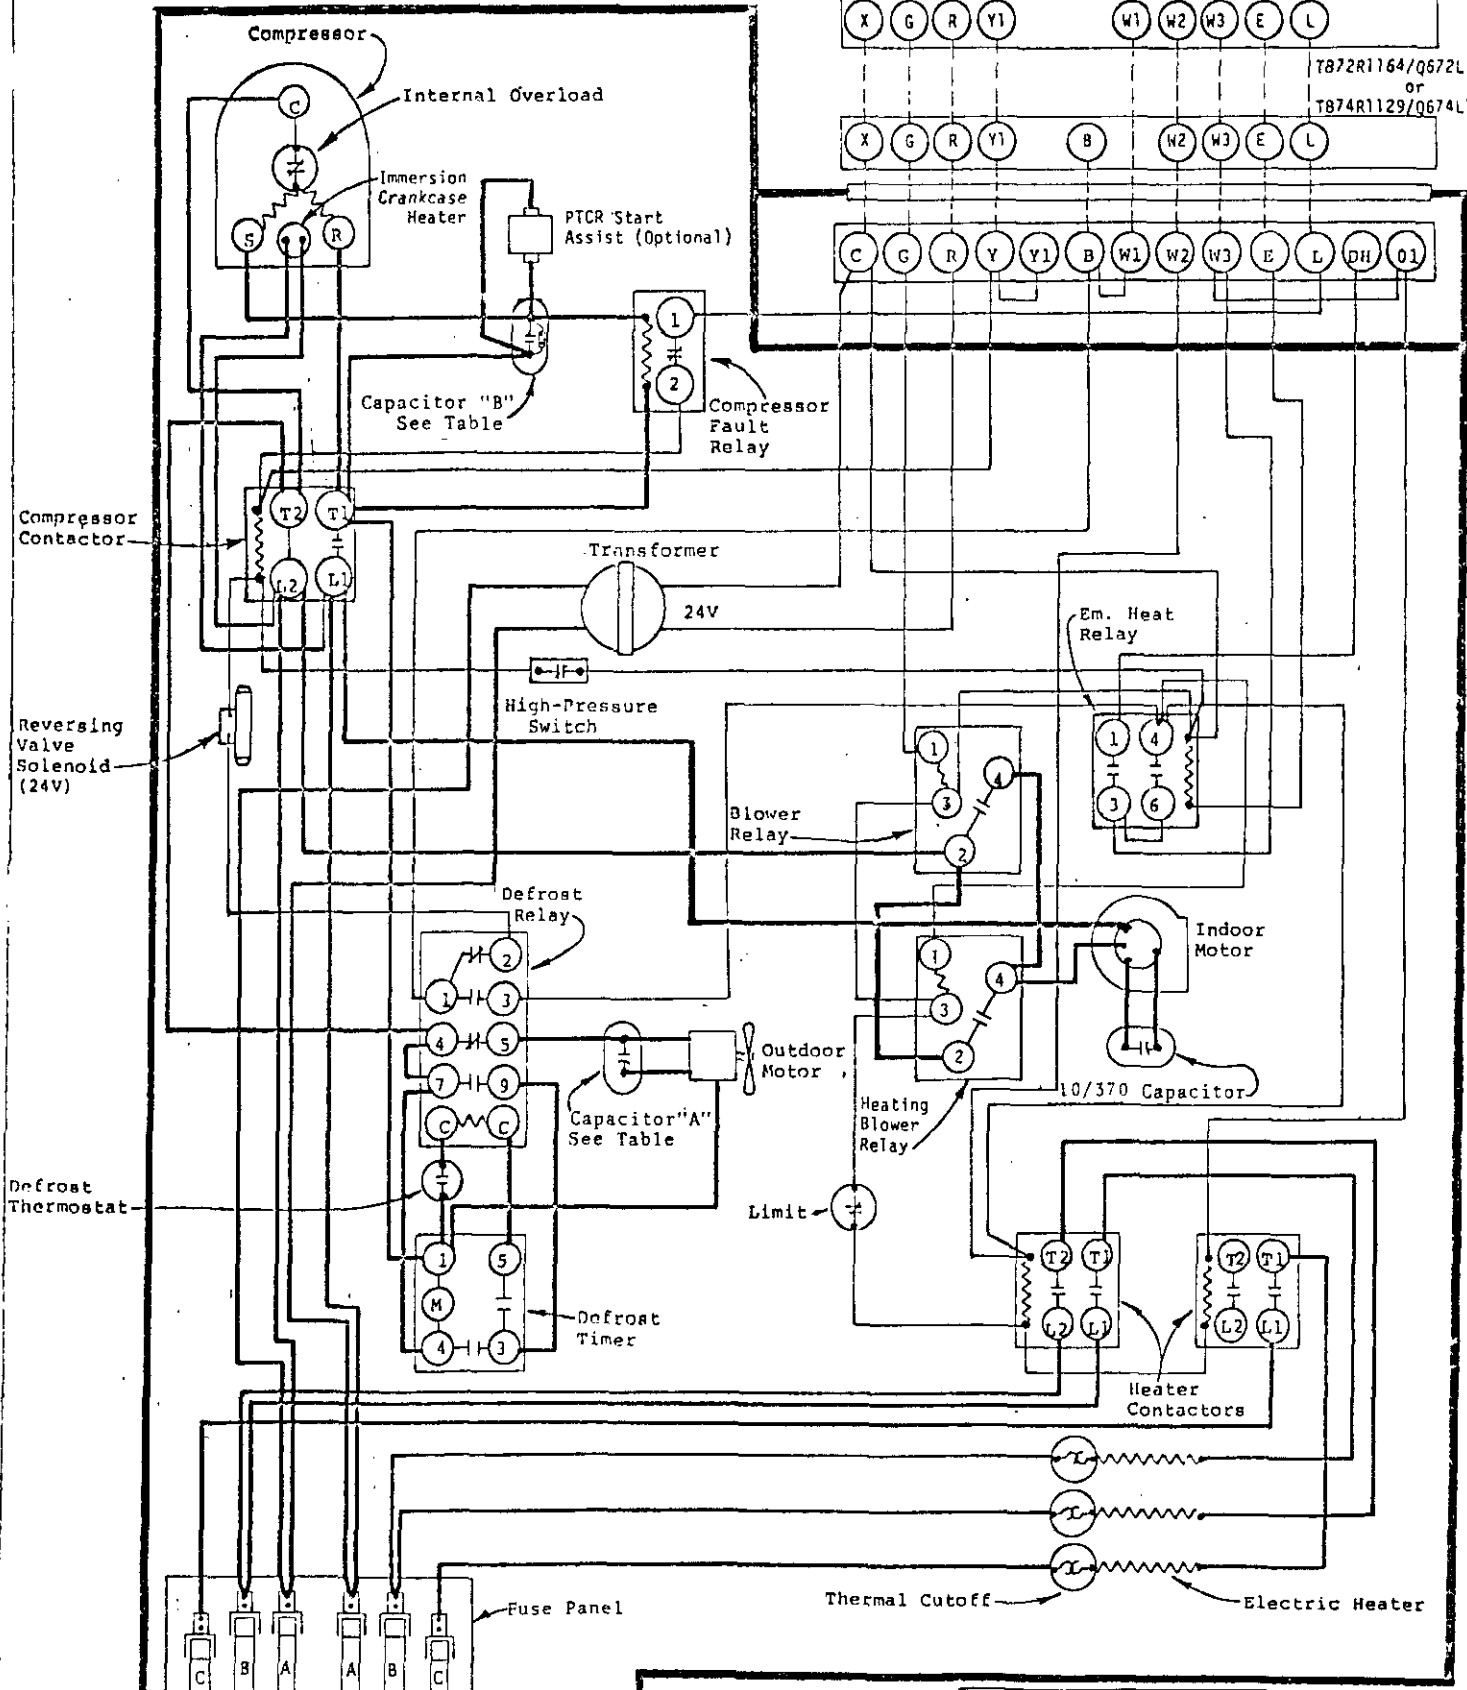 X G R Y1 W1 W2 W3 E L
T872R1164/Q672L
or
T874R1129/Q674L
X G R Y1 B W2 W3 E L
C G R Y Y1 B W1 W2 W3 E L DH O1
Compressor
Internal Overload
C
Immersion
Crankcase
Heater
S R
PTCR Start
Assist (Optional)
1
2
Capacitor "B"
See Table
Compressor
Fault
Relay
Compressor
Contactor
T2 T1
L2 L1
Transformer
24V
Em. Heat
Relay
High-Pressure
Switch
Reversing
Valve
Solenoid
(24V)
1 4
3 6
Blower
Relay
1
4
3
2
Defrost
Relay
2
1 3
4 5
7 9
C C
Indoor
Motor
1
4
3
2
Outdoor
Motor
Capacitor"A"
See Table
10/370 Capacitor
Heating
Blower
Relay
Defrost
Thermostat
Limit
1 5
M
4 3
Defrost
Timer
T2 T1
L2 L1
T2 T1
L2 L1
Heater
Contactors
Thermal Cutoff
Electric Heater
Fuse Panel
C B A A B C